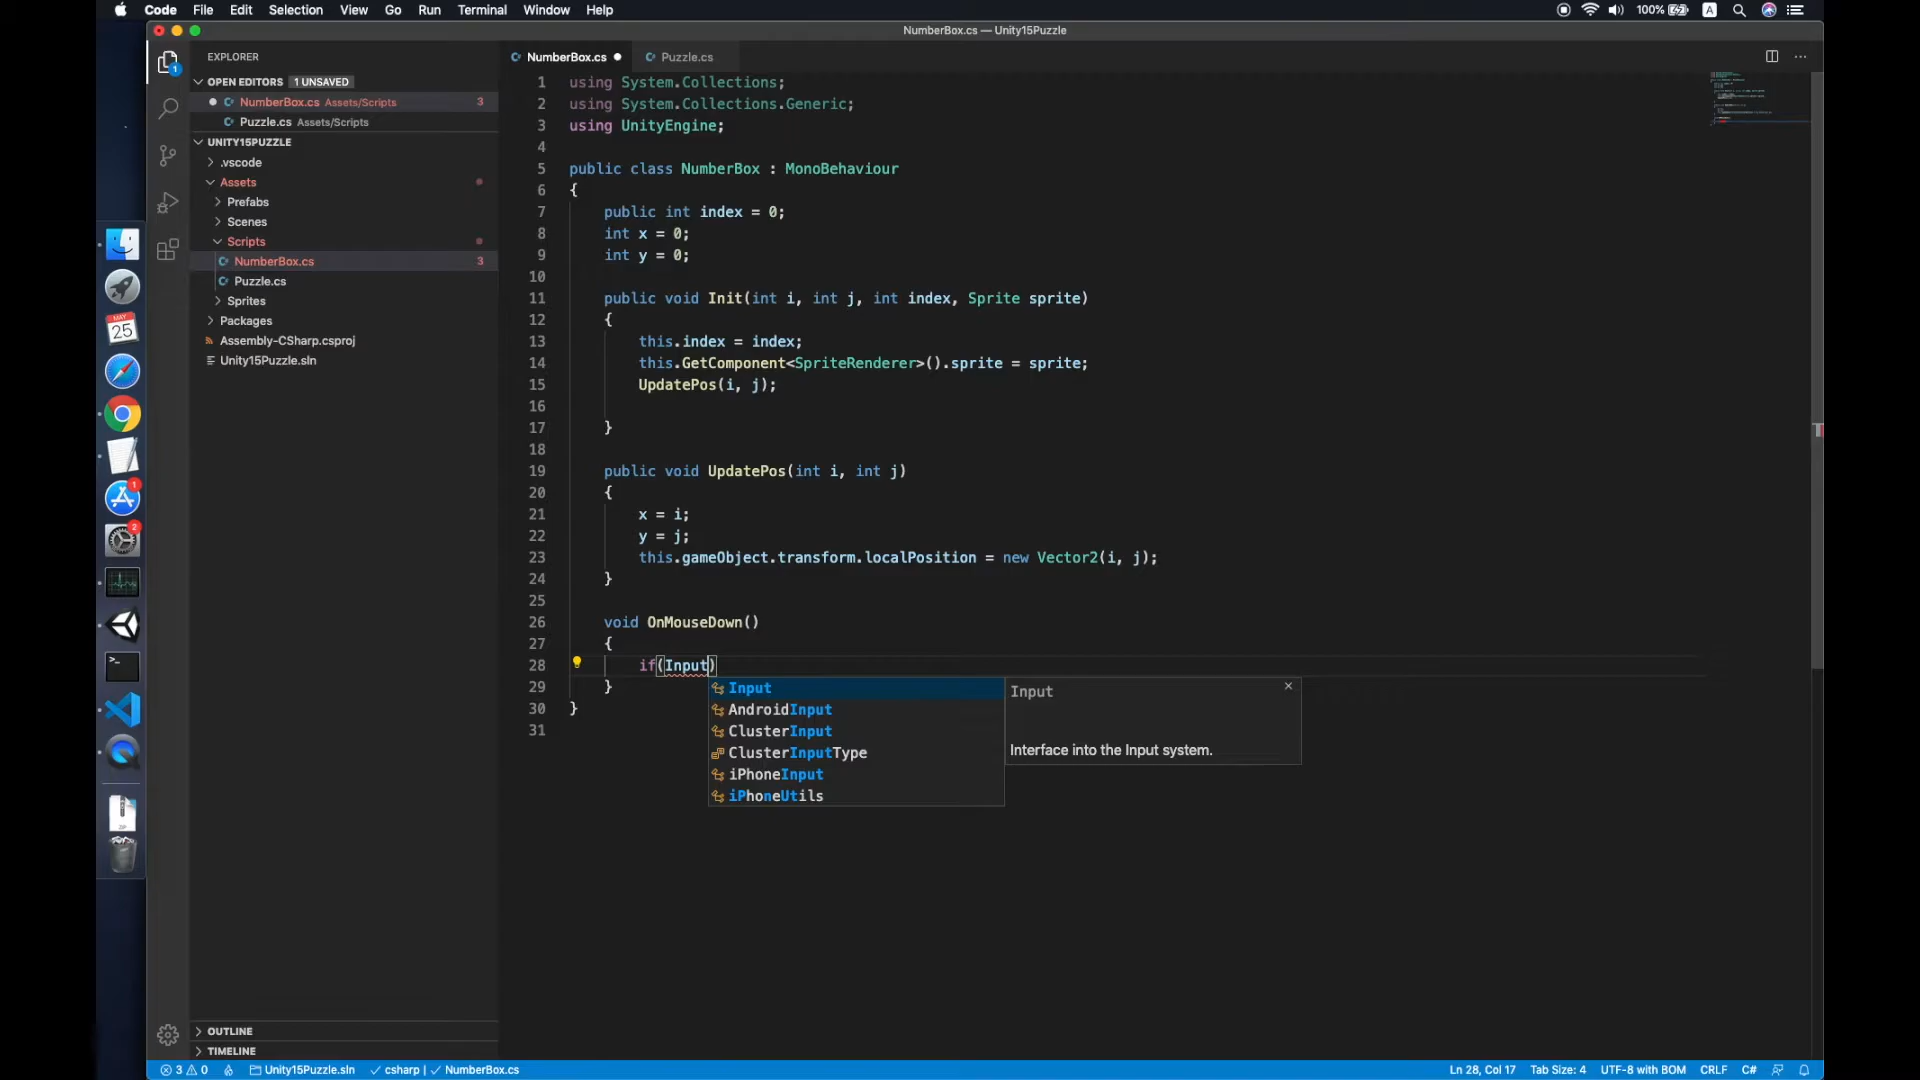 Code File Edit Selection View Go Run Terminal Window Help 100% A
NumberBox.cs — Unity15Puzzle
EXPLORER
OPEN EDITORS 1 UNSAVED
NumberBox.cs Assets/Scripts 3
Puzzle.cs Assets/Scripts
UNITY15PUZZLE
.vscode
Assets
Prefabs
Scenes
Scripts
NumberBox.cs 3
Puzzle.cs
Sprites
Packages
Assembly-CSharp.csproj
Unity15Puzzle.sln
OUTLINE
TIMELINE
1
MAY
25
1
2
ZIP
NumberBox.cs Puzzle.cs
1 using System.Collections;
2 using System.Collections.Generic;
3 using UnityEngine;
4
5 public class NumberBox : MonoBehaviour
6 {
7 public int index = 0;
8 int x = 0;
9 int y = 0;
10
11 public void Init(int i, int j, int index, Sprite sprite)
12 {
13 this.index = index;
14 this.GetComponent<SpriteRenderer>().sprite = sprite;
15 UpdatePos(i, j);
16
17 }
18
19 public void UpdatePos(int i, int j)
20 {
21 x = i;
22 y = j;
23 this.gameObject.transform.localPosition = new Vector2(i, j);
24 }
25
26 void OnMouseDown()
27 {
28 if(Input)
29 }
30 }
31
Input
AndroidInput
ClusterInput
ClusterInputType
iPhoneInput
iPhoneUtils
Input
Interface into the Input system.
3 0 Unity15Puzzle.sln csharp | NumberBox.cs Ln 28, Col 17 Tab Size: 4 UTF-8 with BOM CRLF C#